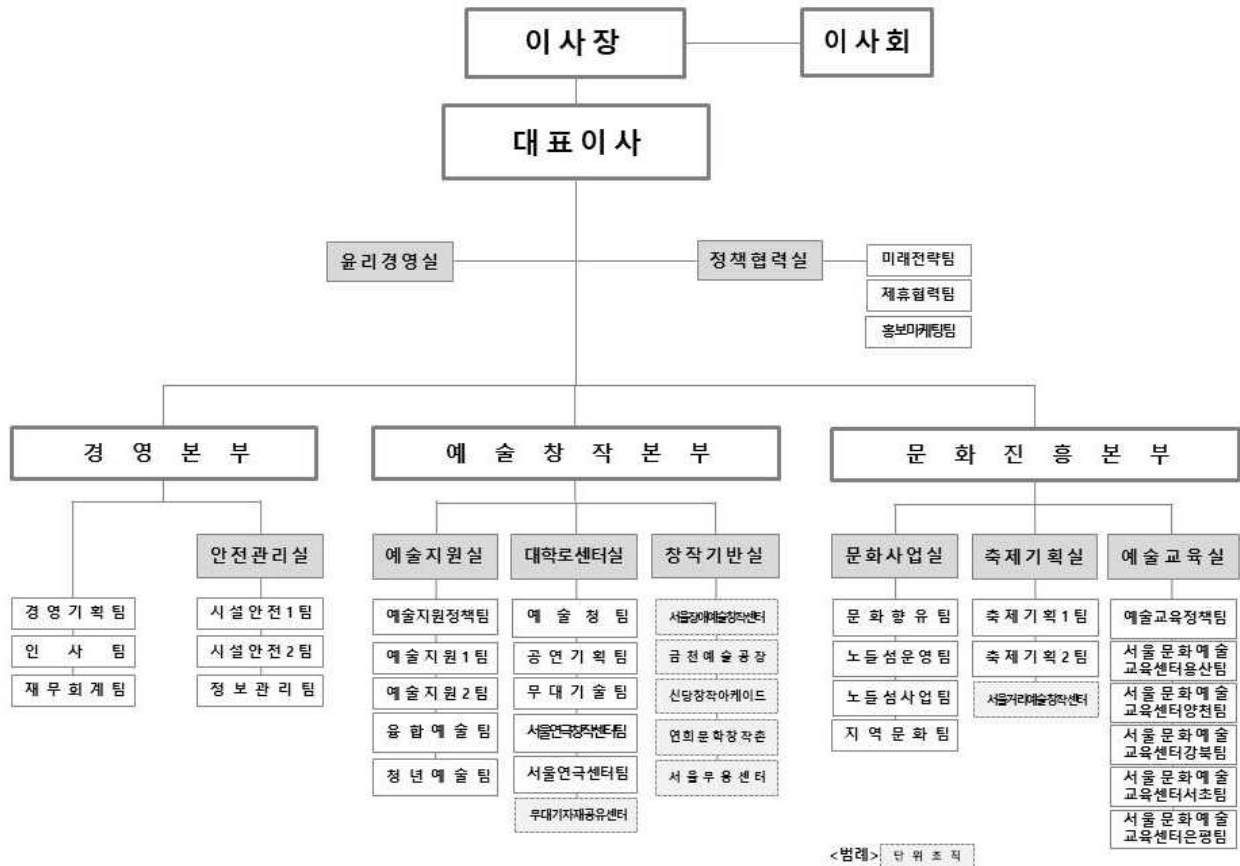 이사장
이사회
대표이사
윤리경영실
정책협력실
미래전략팀
제휴협력팀
홍보마케팅팀
경영본부
예술창작본부
문화진흥본부
안전관리실
경영기획팀
인사팀
재무회계팀
시설안전1팀
시설안전2팀
정보관리팀
예술지원실
대학로센터실
창작기반실
예술지원정책팀
예술지원1팀
예술지원2팀
융합예술팀
청년예술팀
예술청팀
공연기획팀
무대기술팀
서울연극창작센터팀
서울연극센터팀
무대기자재공유센터
서울장애예술창작센터
금천예술공장
신당창작아케이드
연희문학창작촌
서울무용센터
문화사업실
축제기획실
예술교육실
문화향유팀
노들섬운영팀
노들섬사업팀
지역문화팀
축제기획1팀
축제기획2팀
서울거리예술창작센터
예술교육정책팀
서울문화예술
교육센터용산팀
서울문화예술
교육센터양천팀
서울문화예술
교육센터강북팀
서울문화예술
교육센터서초팀
서울문화예술
교육센터은평팀
<범례> 단위조직